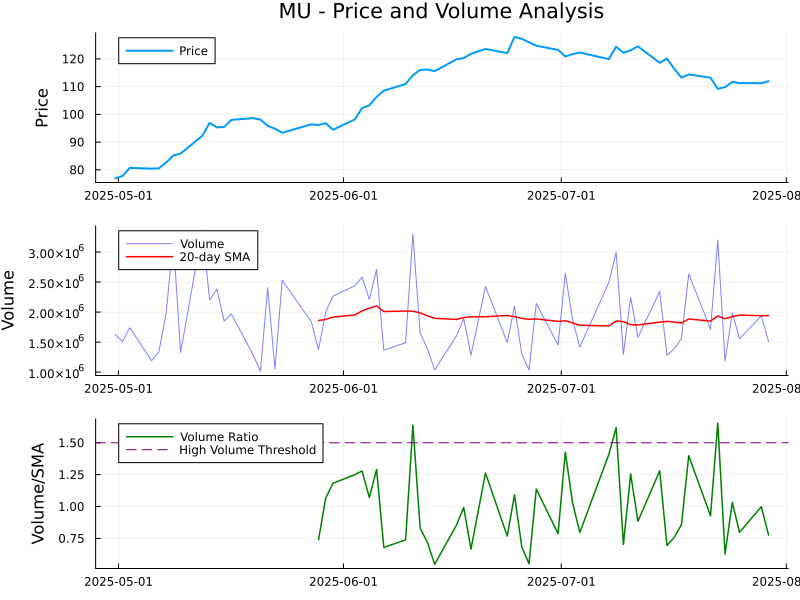 MU - Price and Volume Analysis
Price
Price
120
110
100
90
80
2025-05-01
2025-06-01
2025-07-01
2025-08
Volume
Volume
20-day SMA
3.00×10⁶
2.50×10⁶
2.00×10⁶
1.50×10⁶
1.00×10⁶
2025-05-01
2025-06-01
2025-07-01
2025-08
Volume/SMA
Volume Ratio
High Volume Threshold
1.50
1.25
1.00
0.75
2025-05-01
2025-06-01
2025-07-01
2025-08